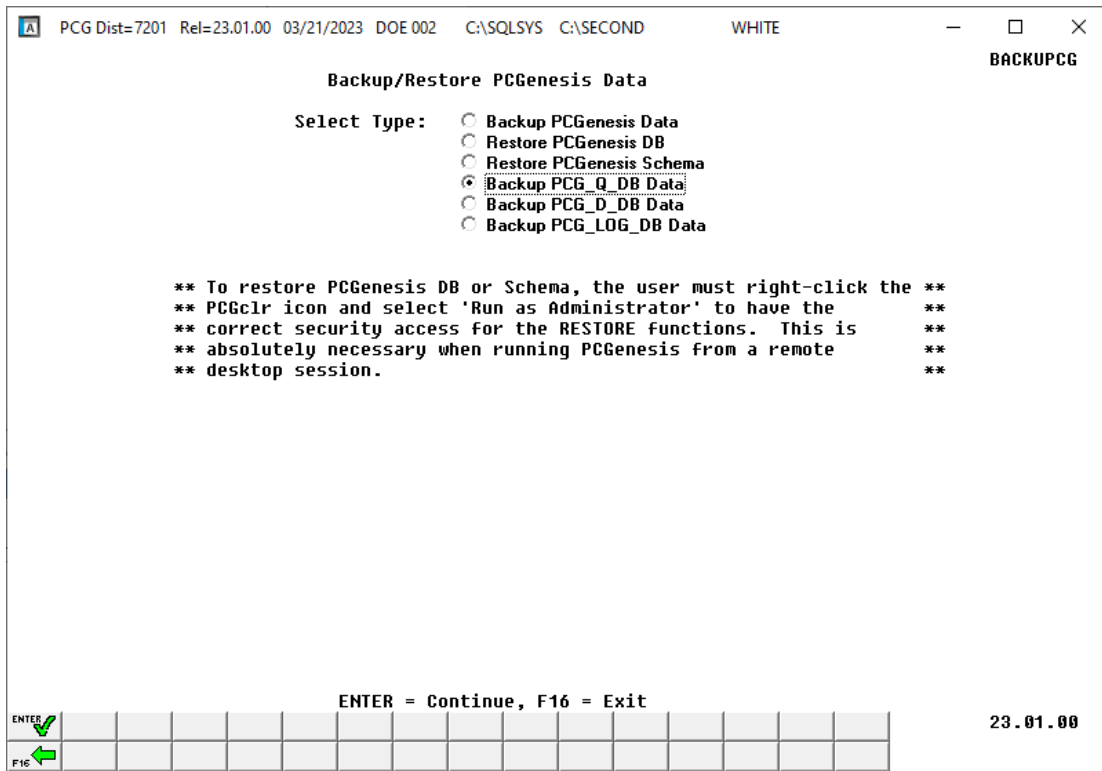 A PCG Dist=7201 Rel=23.01.00 03/21/2023 DOE 002 C:\SQLSYS C:\SECOND WHITE
BACKUPCG
Backup/Restore PCGenesis Data
Select Type: Backup PCGenesis Data
Restore PCGenesis DB
Restore PCGenesis Schema
Backup PCG_Q_DB Data
Backup PCG_D_DB Data
Backup PCG_LOG_DB Data
** To restore PCGenesis DB or Schema, the user must right-click the **
** PCGclr icon and select 'Run as Administrator' to have the **
** correct security access for the RESTORE functions. This is **
** absolutely necessary when running PCGenesis from a remote **
** desktop session. **
ENTER = Continue, F16 = Exit
ENTER 23.01.00
F16